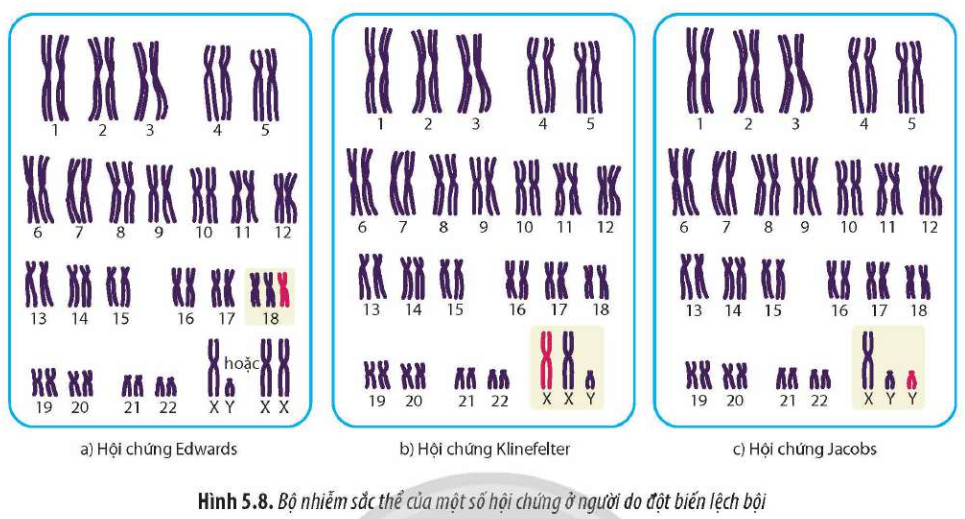 1 2 3 4 5
6 7 8 9 10 11 12
13 14 15 16 17 18
hoặc
19 20 21 22 X Y X X
a) Hội chứng Edwards
1 2 3 4 5
6 7 8 9 10 11 12
13 14 15 16 17 18
19 20 21 22 X X Y
b) Hội chứng Klinefelter
1 2 3 4 5
6 7 8 9 10 11 12
13 14 15 16 17 18
19 20 21 22 X Y Y
c) Hội chứng Jacobs
Hình 5.8. Bộ nhiễm sắc thể của một số hội chứng ở người do đột biến lệch bội